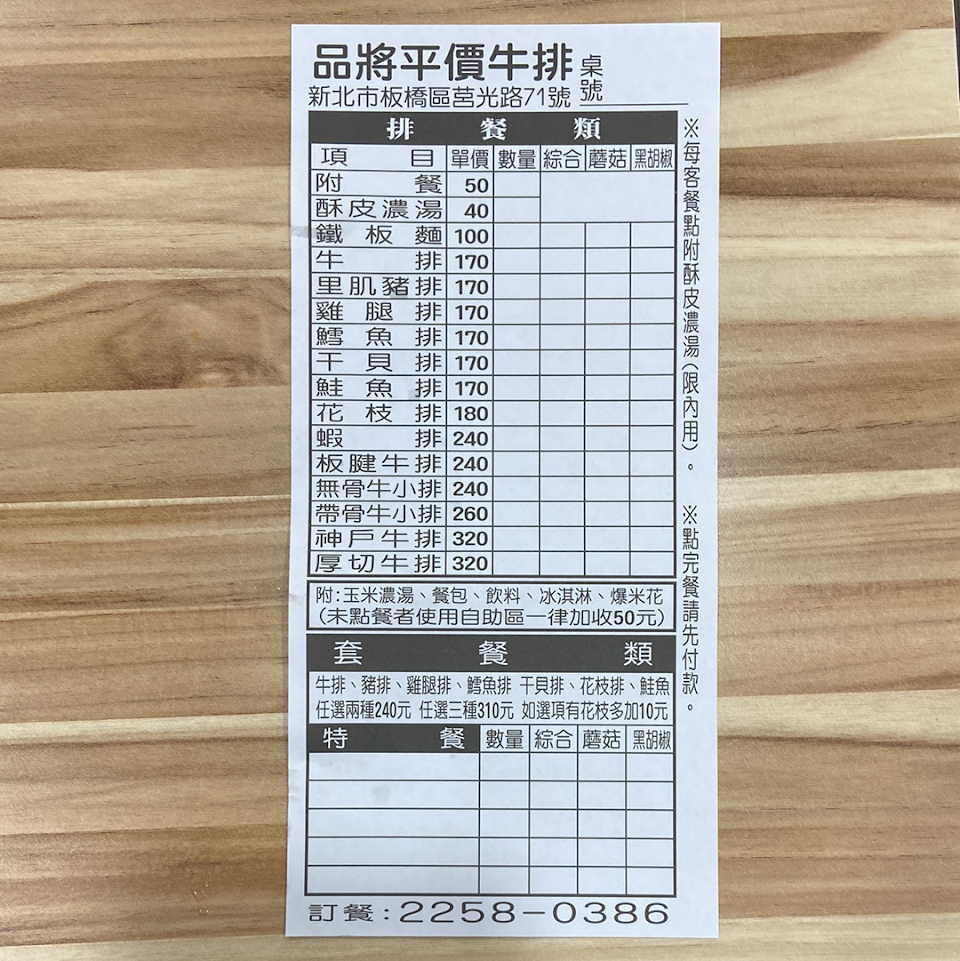 品將平價牛排 桌號
新北市板橋區莒光路71號
排餐類
項目 單價 數量 綜合 蘑菇 黑胡椒
附餐 50
酥皮濃湯 40
鐵板麵 100
牛排 170
里肌豬排 170
雞腿排 170
鱈魚排 170
干貝排 170
鮭魚排 170
花枝排 180
蝦排 240
板腱牛排 240
無骨牛小排 240
帶骨牛小排 260
神戶牛排 320
厚切牛排 320
附:玉米濃湯、餐包、飲料、冰淇淋、爆米花
(未點餐者使用自助區一律加收50元)
套餐類
牛排、豬排、雞腿排、鱈魚排 干貝排、花枝排、鮭魚
任選兩種240元 任選三種310元 如選項有花枝多加10元
特餐 數量 綜合 蘑菇 黑胡椒
訂餐:2258-0386
※每客餐點附酥皮濃湯(限內用)。
※點完餐請先付款。